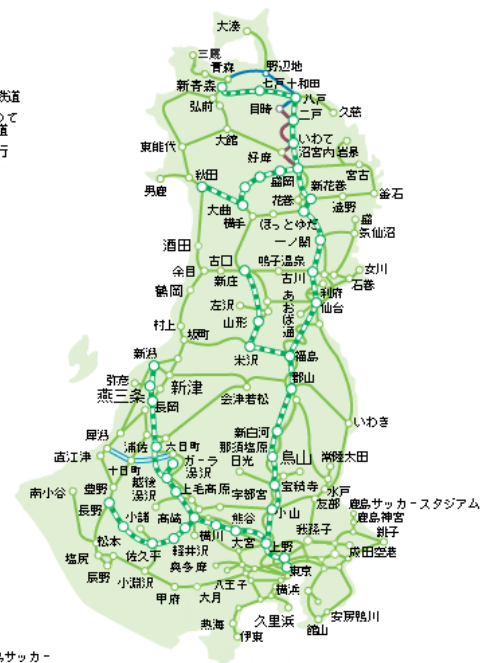 大湊
三厩
青森
野辺地
新青森
七戸十和田
八戸
弘前
目時
二戸
久慈
大館
東能代
いわて
沼宮内
岩泉
好摩
秋田
盛岡
宮古
男鹿
新花巻
釜石
大曲
花巻
遠野
横手
ほっとゆだ
盛
酒田
一ノ関
気仙沼
古口
鳴子温泉
余目
新庄
古川
女川
鶴岡
石巻
左沢
あおば通
利府
仙台
村上
山形
坂町
米沢
福島
新潟
郡山
弥彦
新津
燕三条
会津若松
長岡
いわき
犀潟
新白河
浦佐
六日町
那須塩原
直江津
ガーラ
湯沢
日光
烏山
常陸太田
十日町
越後
湯沢
南小谷
豊野
上毛高原
宇都宮
宝積寺
水戸
長野
友部
鹿島サッカースタジアム
小諸
高崎
熊谷
小山
鹿島神宮
横川
我孫子
銚子
松本
佐久平
軽井沢
大宮
上野
成田空港
塩尻
奥多摩
東京
辰野
小淵沢
八王子
横浜
甲府
大月
安房鴨川
熱海
久里浜
館山
伊東
鉄道
道
行
サッカー